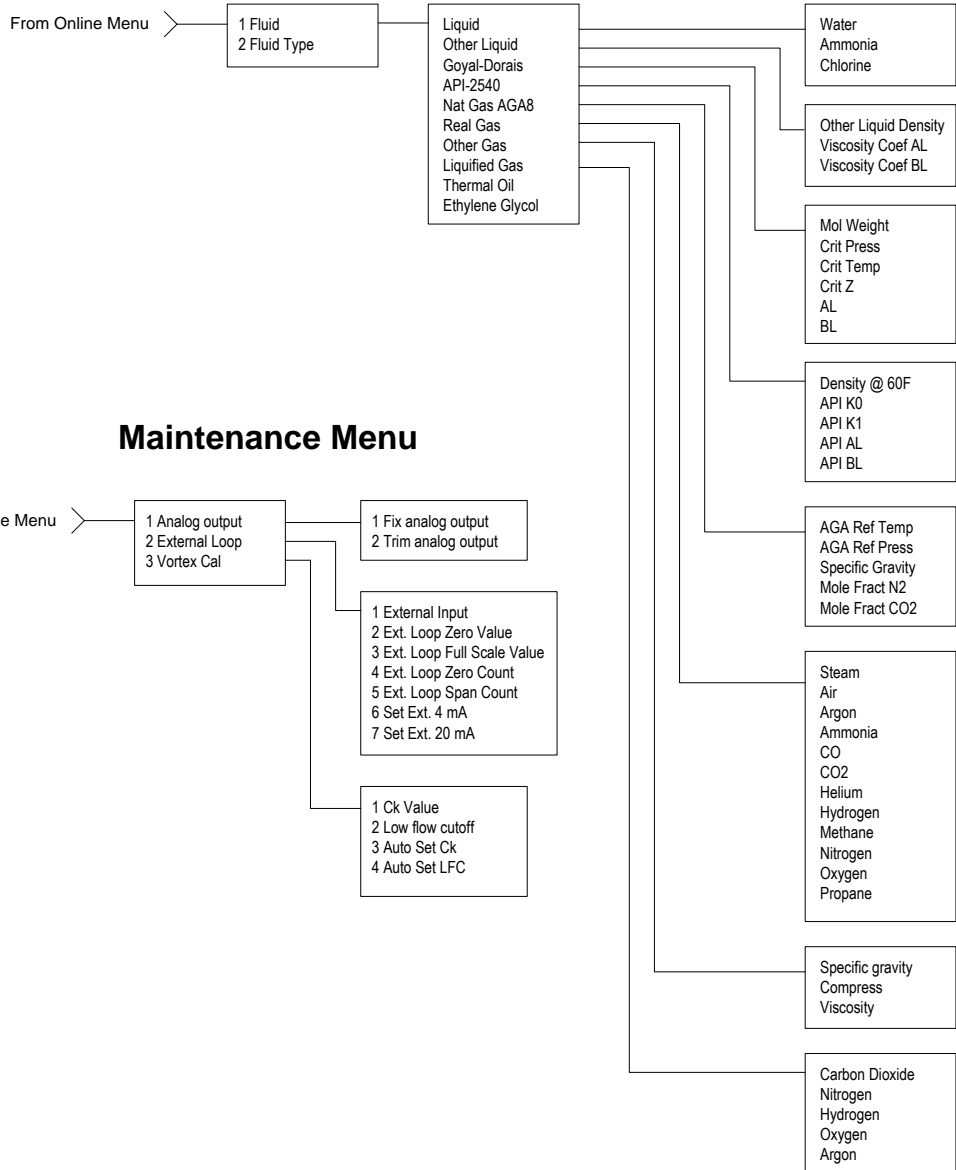 From Online Menu
1 Fluid
2 Fluid Type
Liquid
Other Liquid
Goyal-Dorais
API-2540
Nat Gas AGA8
Real Gas
Other Gas
Liquified Gas
Thermal Oil
Ethylene Glycol
Water
Ammonia
Chlorine
Other Liquid Density
Viscosity Coef AL
Viscosity Coef BL
Mol Weight
Crit Press
Crit Temp
Crit Z
AL
BL
Density @ 60F
API K0
API K1
API AL
API BL
AGA Ref Temp
AGA Ref Press
Specific Gravity
Mole Fract N2
Mole Fract CO2
Steam
Air
Argon
Ammonia
CO
CO2
Helium
Hydrogen
Methane
Nitrogen
Oxygen
Propane
Specific gravity
Compress
Viscosity
Carbon Dioxide
Nitrogen
Hydrogen
Oxygen
Argon
Maintenance Menu
e Menu
1 Analog output
2 External Loop
3 Vortex Cal
1 Fix analog output
2 Trim analog output
1 External Input
2 Ext. Loop Zero Value
3 Ext. Loop Full Scale Value
4 Ext. Loop Zero Count
5 Ext. Loop Span Count
6 Set Ext. 4 mA
7 Set Ext. 20 mA
1 Ck Value
2 Low flow cutoff
3 Auto Set Ck
4 Auto Set LFC